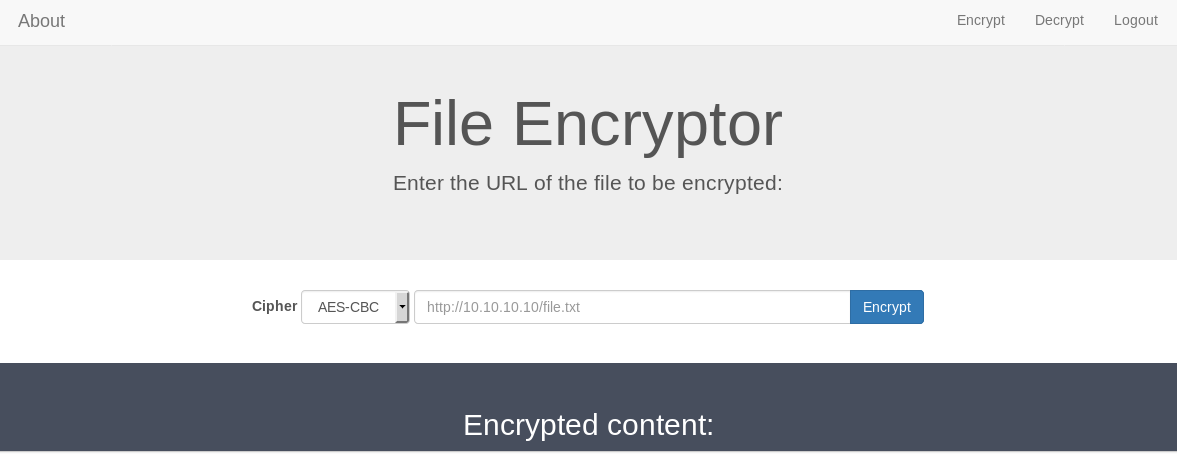 About Encrypt Decrypt Logout
File Encryptor
Enter the URL of the file to be encrypted:
Cipher AES-CBC http://10.10.10.10/file.txt Encrypt
Encrypted content: